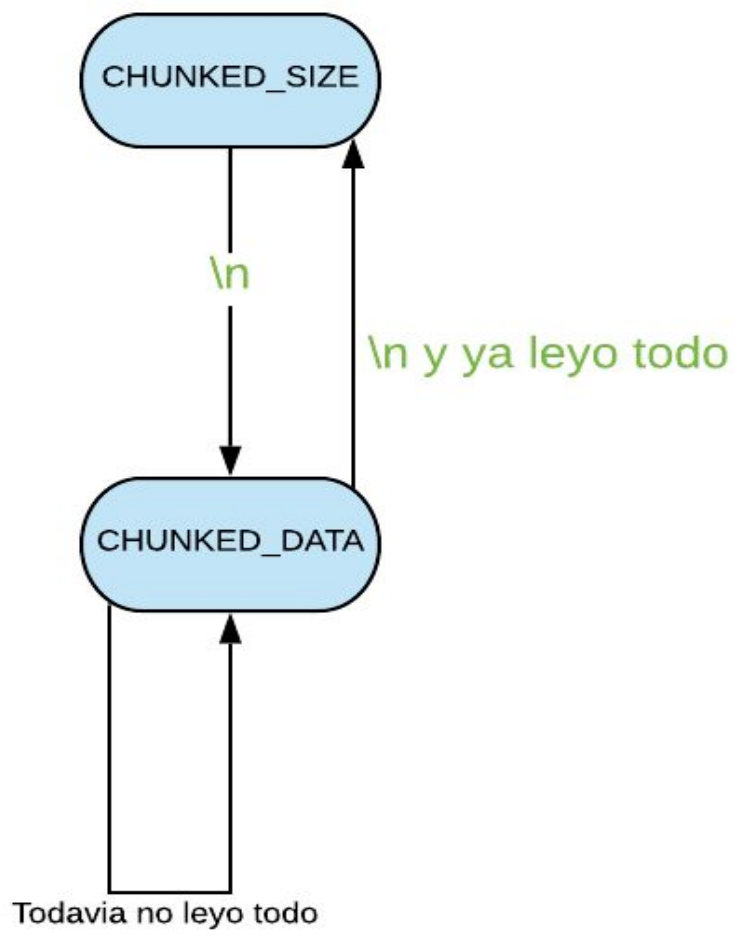 CHUNKED_SIZE
\n
\n y ya leyo todo
CHUNKED_DATA
Todavia no leyo todo